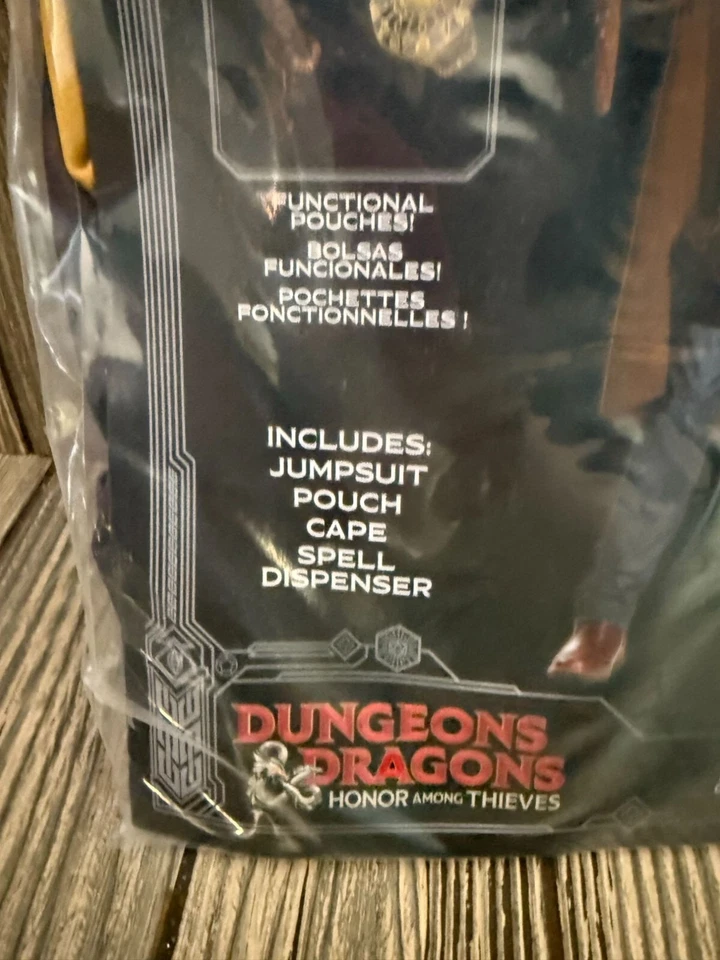 FUNCTIONAL
POUCHES!
BOLSAS
FUNCIONALES!
POCHETTES
FONCTIONNELLES !
INCLUDES:
JUMPSUIT
POUCH
CAPE
SPELL
DISPENSER
DUNGEONS
& DRAGONS
HONOR AMONG THIEVES